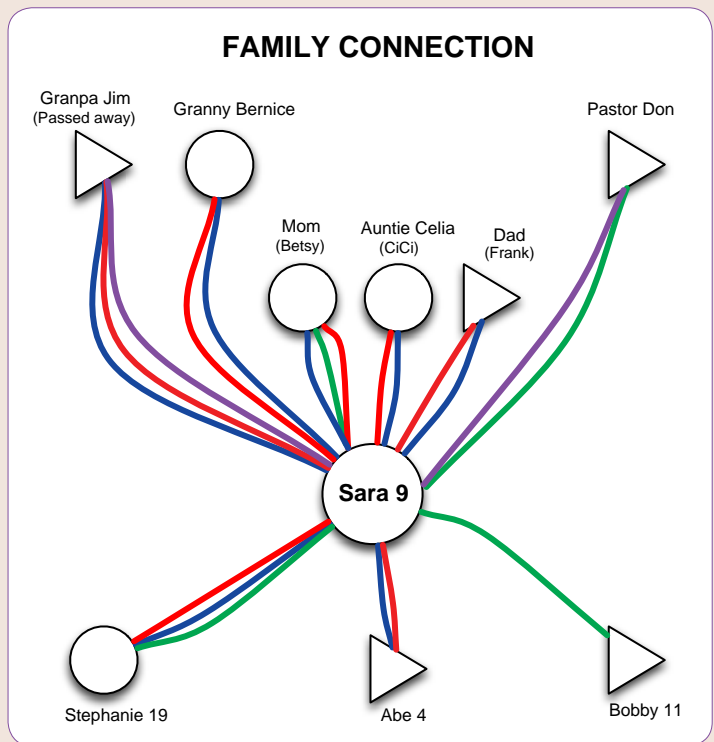 FAMILY CONNECTION
Granpa Jim
(Passed away)
Granny Bernice
Pastor Don
Mom
(Betsy)
Auntie Celia
(CiCi)
Dad
(Frank)
Sara 9
Stephanie 19
Abe 4
Bobby 11